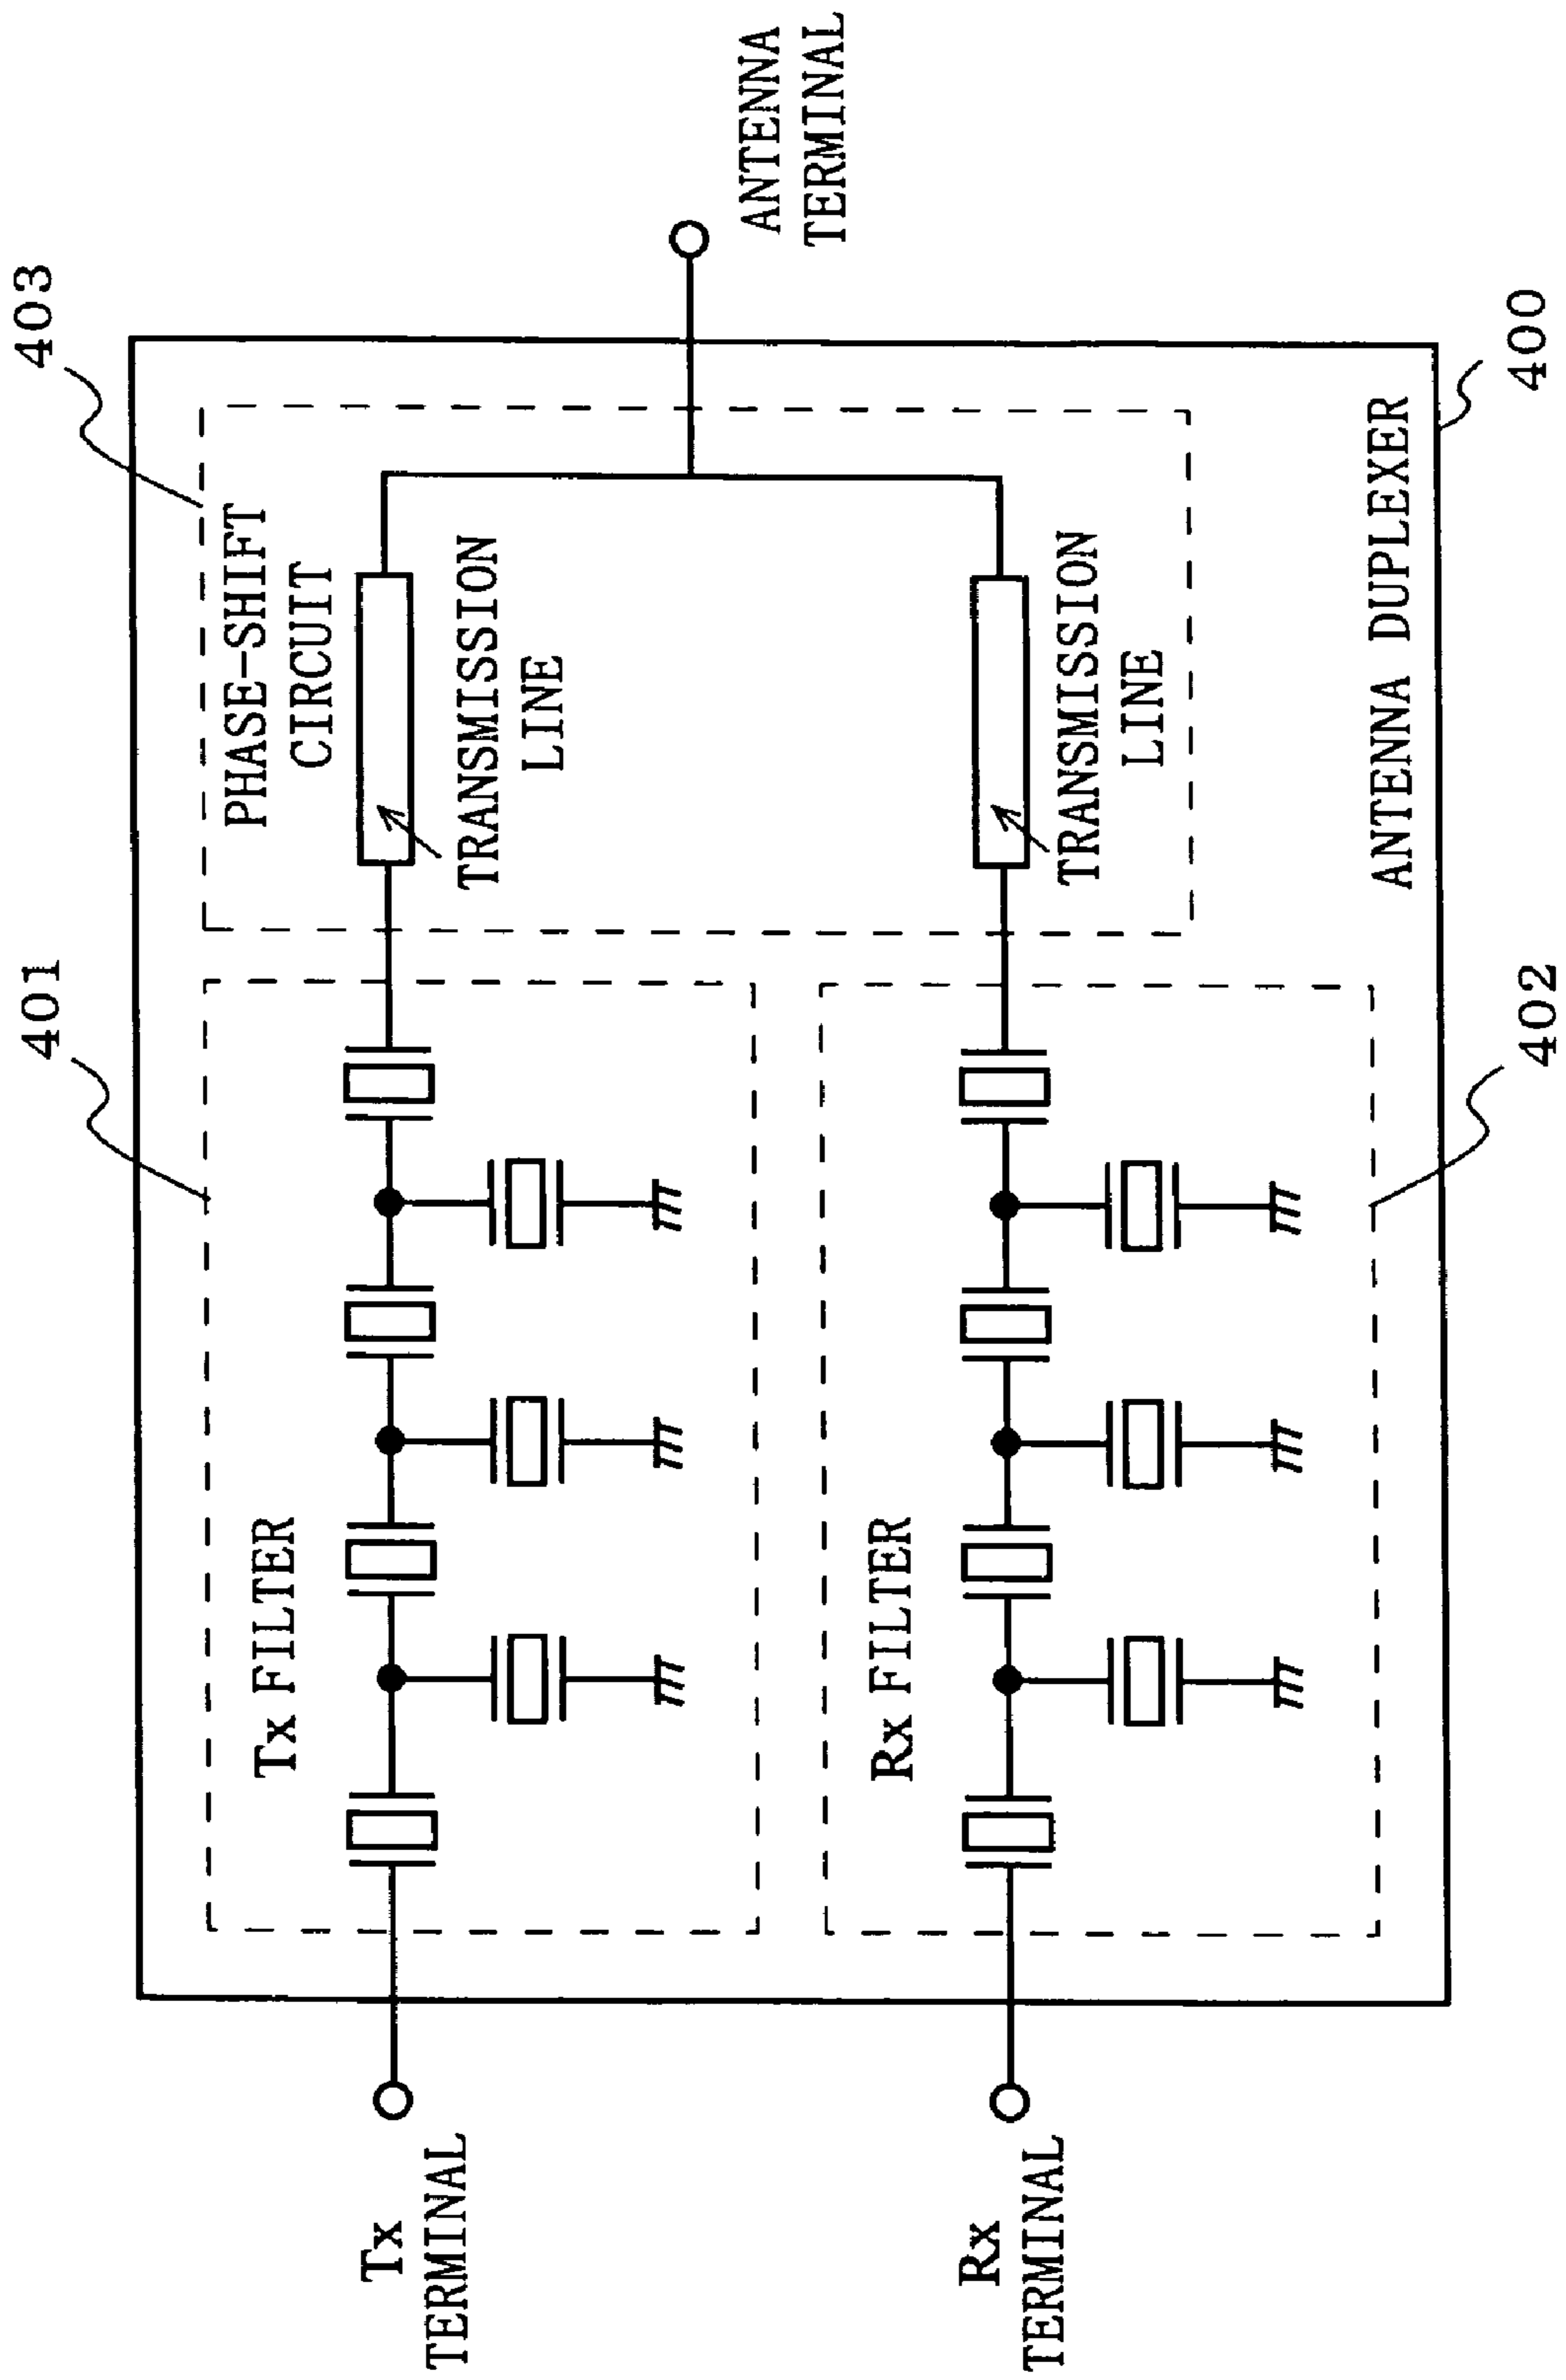 403
401
PHASE-SHIFT
CIRCUIT
Tx FILTER
TRANSMISSION
LINE
Tx
TERMINAL
ANTENNA
TERMINAL
Rx FILTER
TRANSMISSION
LINE
Rx
TERMINAL
ANTENNA DUPLEXER
402
400